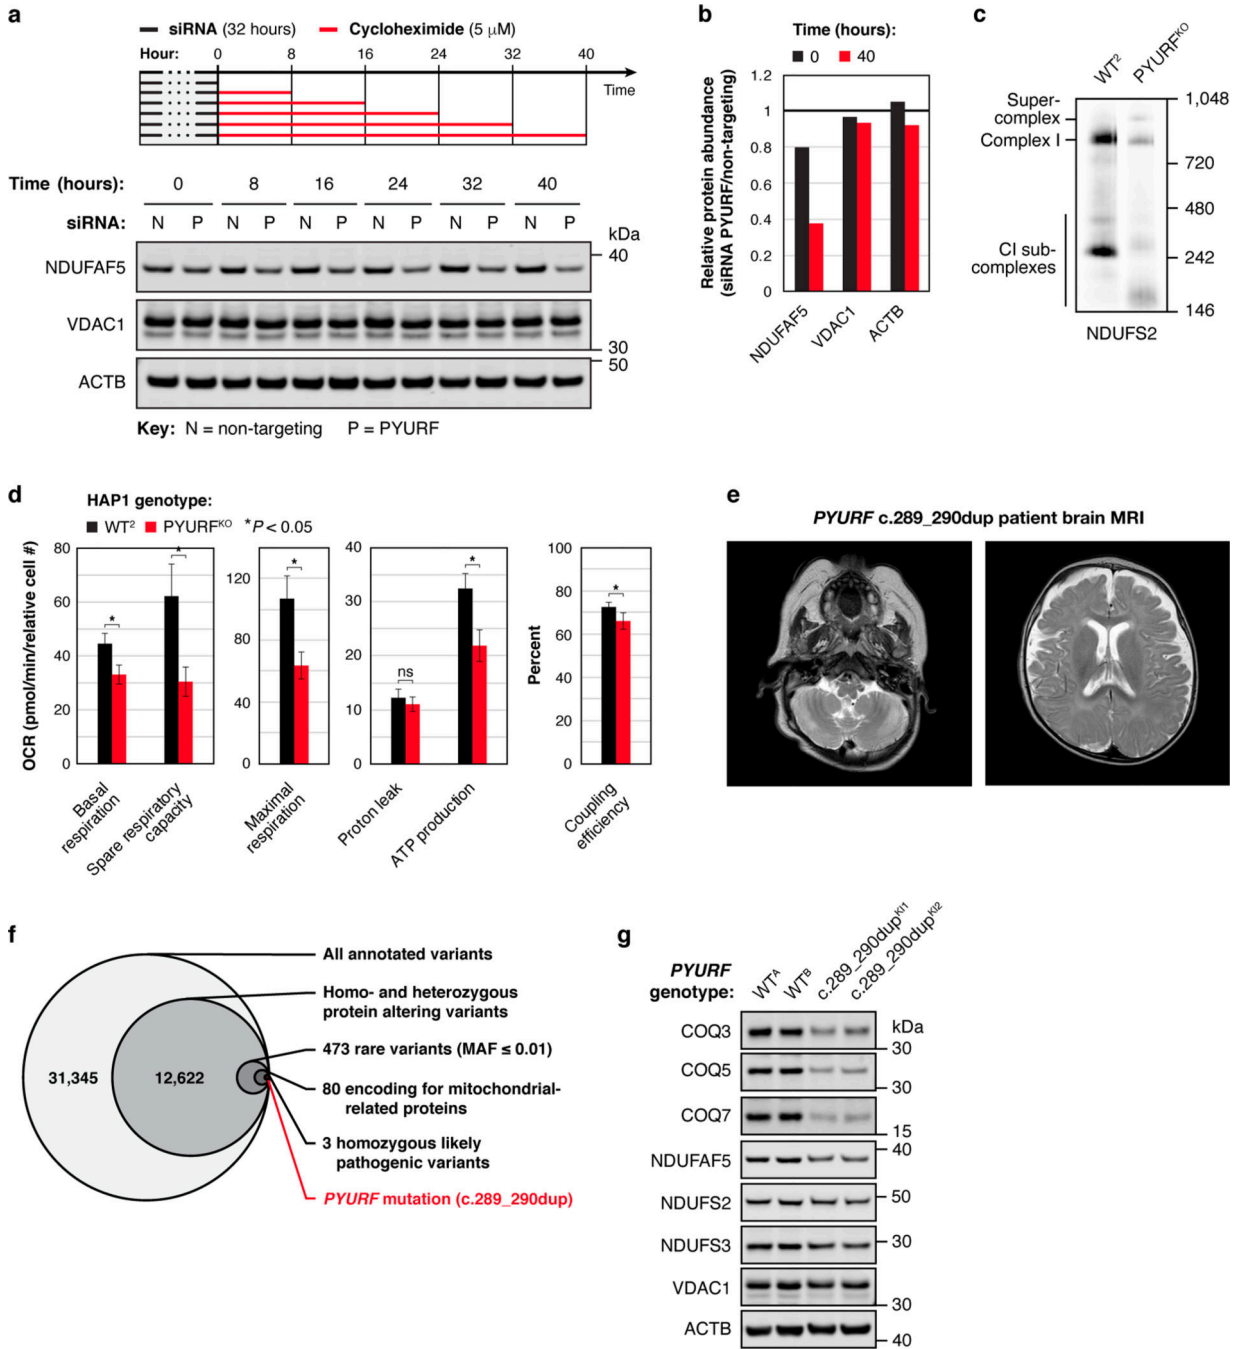 a
siRNA (32 hours) Cycloheximide (5 μM)
Hour: 0 8 16 24 32 40
Time
Time (hours): 0 8 16 24 32 40
siRNA: N P N P N P N P N P N P
kDa
NDUFAF5 40
VDAC1
30
50
ACTB
Key: N = non-targeting P = PYURF
b
Time (hours):
0 40
Relative protein abundance
(siRNA PYURF/non-targeting)
1.2
1
0.8
0.6
0.4
0.2
0
NDUFAF5 VDAC1 ACTB
c
WT² PYURFᴷᴼ
Super-
complex
Complex I
CI sub-
complexes
1,048
720
480
242
146
NDUFS2
d
HAP1 genotype:
WT² PYURFᴷᴼ *P < 0.05
OCR (pmol/min/relative cell #)
80
60
40
20
0
* *
Basal
respiration
Spare respiratory
capacity
120
80
40
0
*
Maximal
respiration
40
30
20
10
0
ns *
Proton leak
ATP production
Percent
100
80
60
40
20
0
*
Coupling
efficiency
e
PYURF c.289_290dup patient brain MRI
f
31,345
12,622
All annotated variants
Homo- and heterozygous
protein altering variants
473 rare variants (MAF ≤ 0.01)
80 encoding for mitochondrial-
related proteins
3 homozygous likely
pathogenic variants
PYURF mutation (c.289_290dup)
g
PYURF
genotype:
WTᴬ WTᴮ c.289_290dupᴷᴵ¹ c.289_290dupᴷᴵ²
COQ3 kDa
30
COQ5
30
COQ7
15
NDUFAF5 40
NDUFS2 50
NDUFS3 30
VDAC1
30
ACTB
40